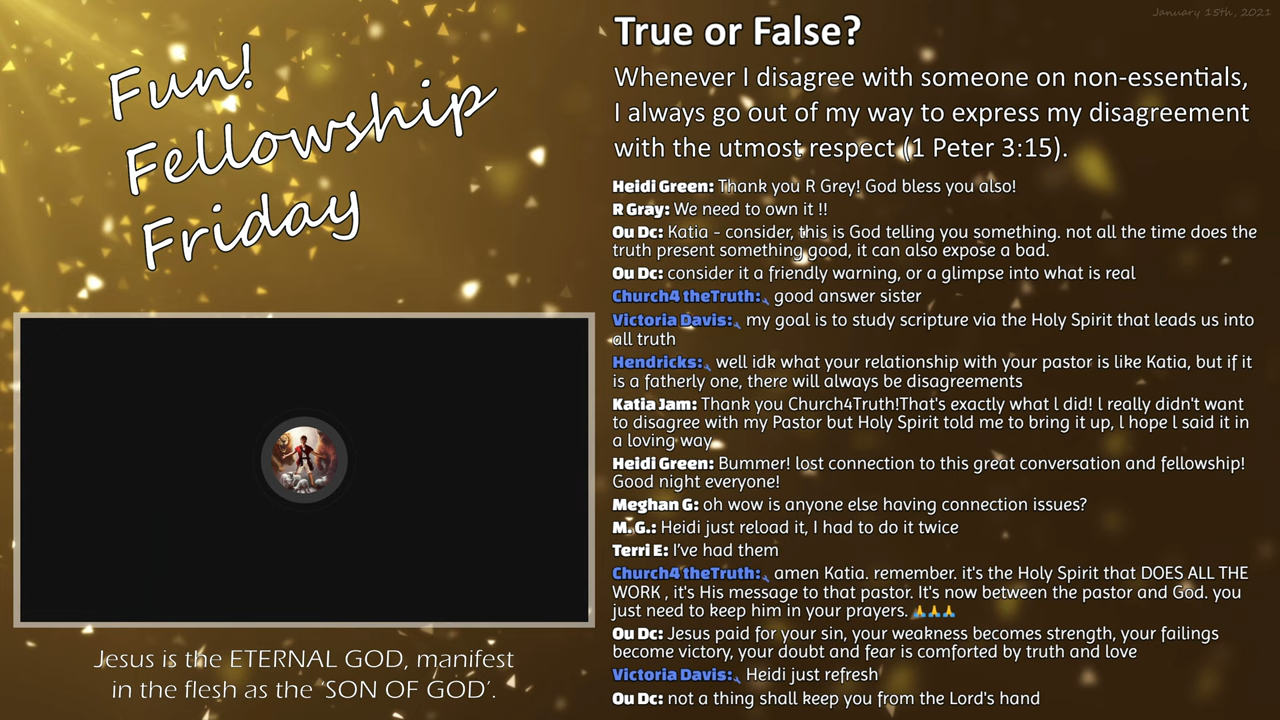 January 15th, 2021
Fun!
Fellowship
Friday
Jesus is the ETERNAL GOD, manifest
in the flesh as the ‘SON OF GOD’.
True or False?
Whenever I disagree with someone on non-essentials,
I always go out of my way to express my disagreement
with the utmost respect (1 Peter 3:15).
Heidi Green: Thank you R Grey! God bless you also!
R Gray: We need to own it !!
Ou Dc: Katia - consider, this is God telling you something. not all the time does the
truth present something good, it can also expose a bad.
Ou Dc: consider it a friendly warning, or a glimpse into what is real
Church4 theTruth: good answer sister
Victoria Davis: my goal is to study scripture via the Holy Spirit that leads us into
all truth
Hendricks: well idk what your relationship with your pastor is like Katia, but if it
is a fatherly one, there will always be disagreements
Katia Jam: Thank you Church4Truth!That's exactly what l did! l really didn't want
to disagree with my Pastor but Holy Spirit told me to bring it up, l hope l said it in
a loving way.
Heidi Green: Bummer! lost connection to this great conversation and fellowship!
Good night everyone!
Meghan G: oh wow is anyone else having connection issues?
M. G.: Heidi just reload it, I had to do it twice
Terri E: I’ve had them
Church4 theTruth: amen Katia. remember. it's the Holy Spirit that DOES ALL THE
WORK , it's His message to that pastor. It's now between the pastor and God. you
just need to keep him in your prayers. 🙏🙏🙏
Ou Dc: Jesus paid for your sin, your weakness becomes strength, your failings
become victory, your doubt and fear is comforted by truth and love
Victoria Davis: Heidi just refresh
Ou Dc: not a thing shall keep you from the Lord's hand